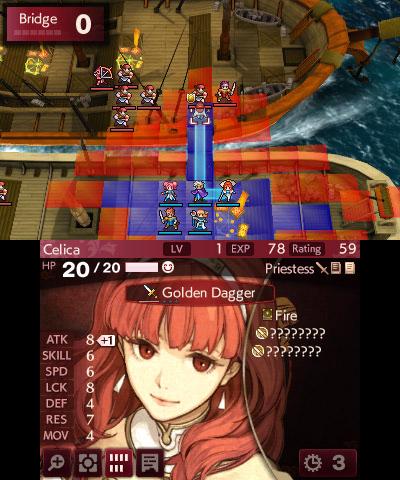 Bridge 0
Celica LV 1 EXP 78 Rating 59
HP 20/20 Priestess
Golden Dagger
Fire
????????
????????
ATK 8 +1
SKILL 6
SPD 6
LCK 8
DEF 4
RES 7
MOV 4
3